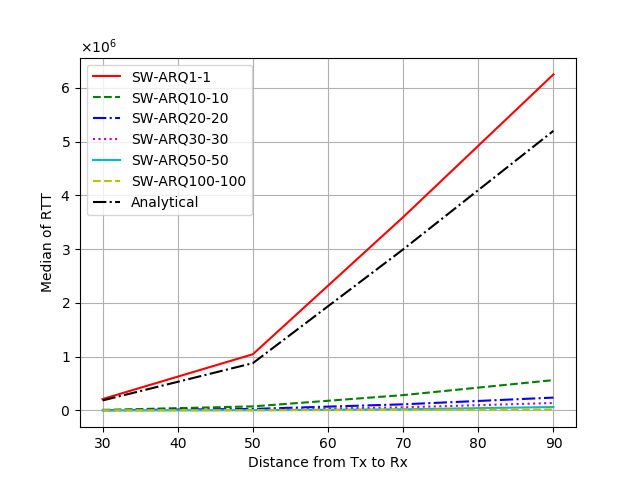 ×10⁶
SW-ARQ1-1
SW-ARQ10-10
SW-ARQ20-20
SW-ARQ30-30
SW-ARQ50-50
SW-ARQ100-100
Analytical
Median of RTT
6
5
4
3
2
1
0
30 40 50 60 70 80 90
Distance from Tx to Rx